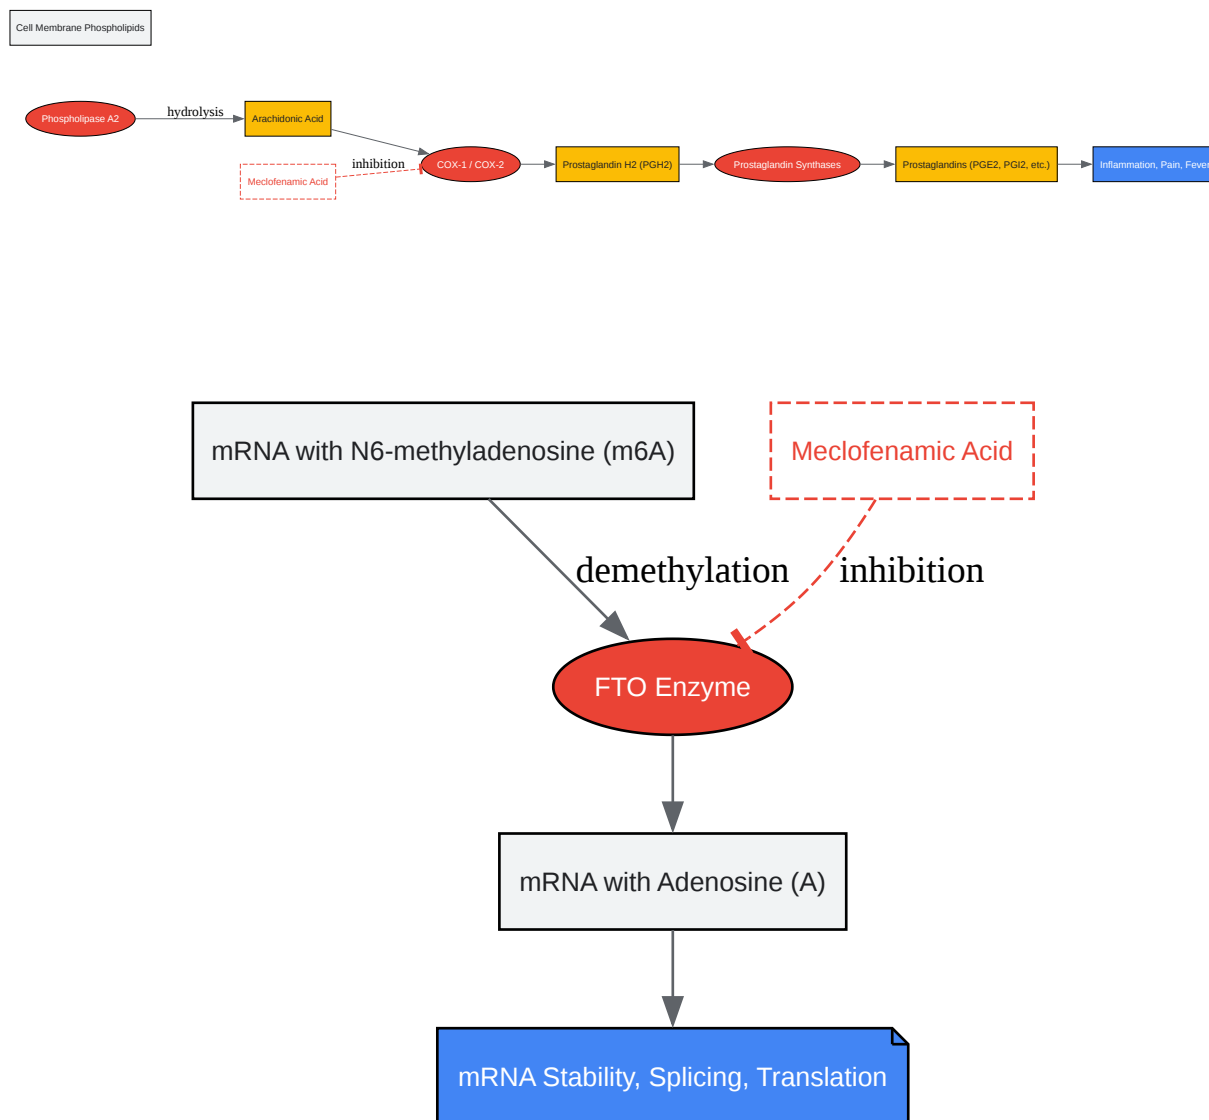 Cell Membrane Phospholipids
Phospholipase A2
hydrolysis
Arachidonic Acid
Meclofenamic Acid
inhibition
COX-1 / COX-2
Prostaglandin H2 (PGH2)
Prostaglandin Synthases
Prostaglandins (PGE2, PGI2, etc.)
Inflammation, Pain, Fever
mRNA with N6-methyladenosine (m6A)
Meclofenamic Acid
demethylation
inhibition
FTO Enzyme
mRNA with Adenosine (A)
mRNA Stability, Splicing, Translation